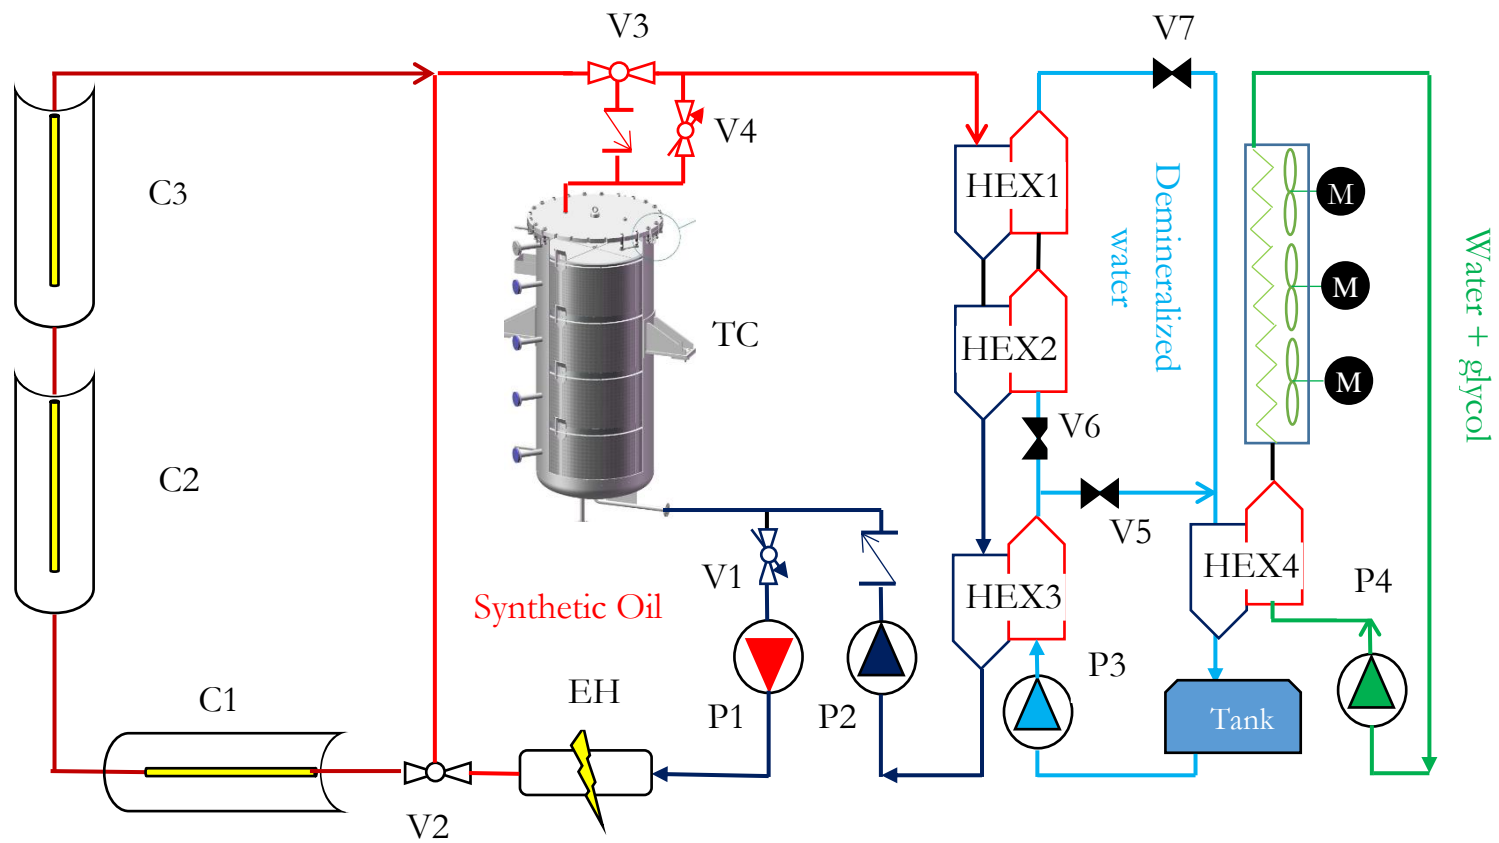 V3
V7
V4
C3
HEX1
M
Demineralized
water
M
Water + glycol
TC
HEX2
M
V6
C2
V5
V1
HEX4
P4
Synthetic Oil
HEX3
P3
C1
EH
P1
P2
Tank
V2